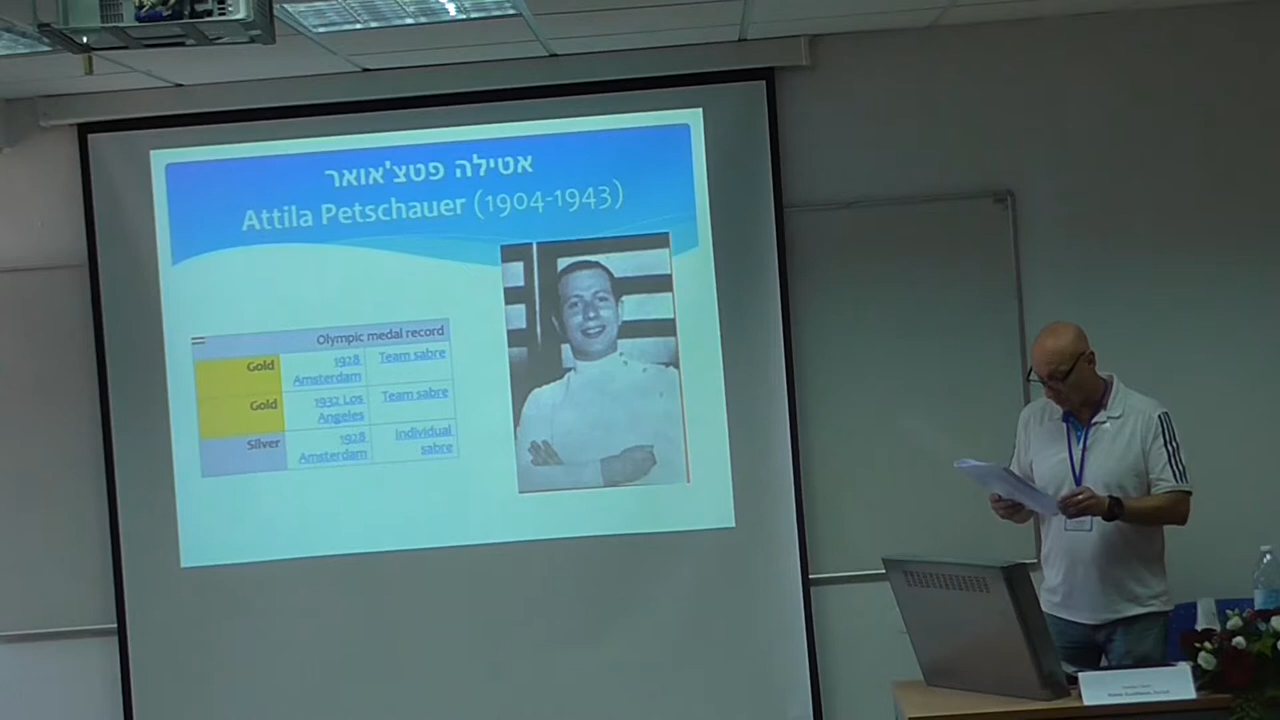 אטילה פטצ'אואר
Attila Petschauer (1904-1943)
Olympic medal record
Gold 1928 Amsterdam Team sabre
Gold 1932 Los Angeles Team sabre
Silver 1928 Amsterdam Individual sabre